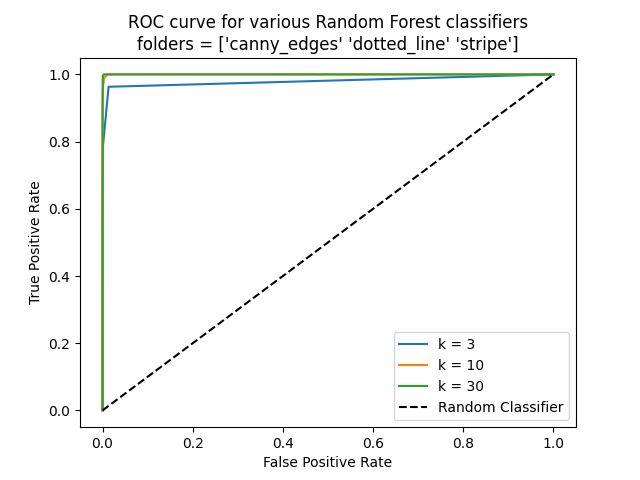 ROC curve for various Random Forest classifiers
folders = ['canny_edges' 'dotted_line' 'stripe']
1.0
0.8
0.6
0.4
0.2
0.0
True Positive Rate
k = 3
k = 10
k = 30
Random Classifier
0.0 0.2 0.4 0.6 0.8 1.0
False Positive Rate